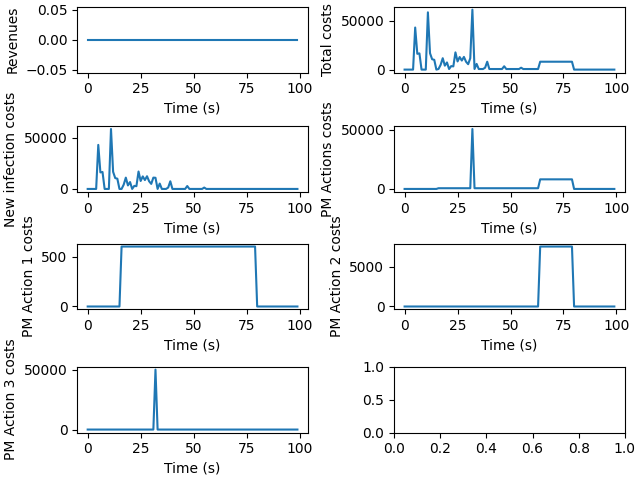 Revenues
0.05
0.00
−0.05
0 25 50 75 100
Time (s)
Total costs
50000
0
0 25 50 75 100
Time (s)
New infection costs
50000
0
0 25 50 75 100
Time (s)
PM Actions costs
50000
0
0 25 50 75 100
Time (s)
PM Action 1 costs
500
0
0 25 50 75 100
Time (s)
PM Action 2 costs
5000
0
0 25 50 75 100
Time (s)
PM Action 3 costs
50000
0
0 25 50 75 100
Time (s)
1.0
0.5
0.0
0.0 0.2 0.4 0.6 0.8 1.0